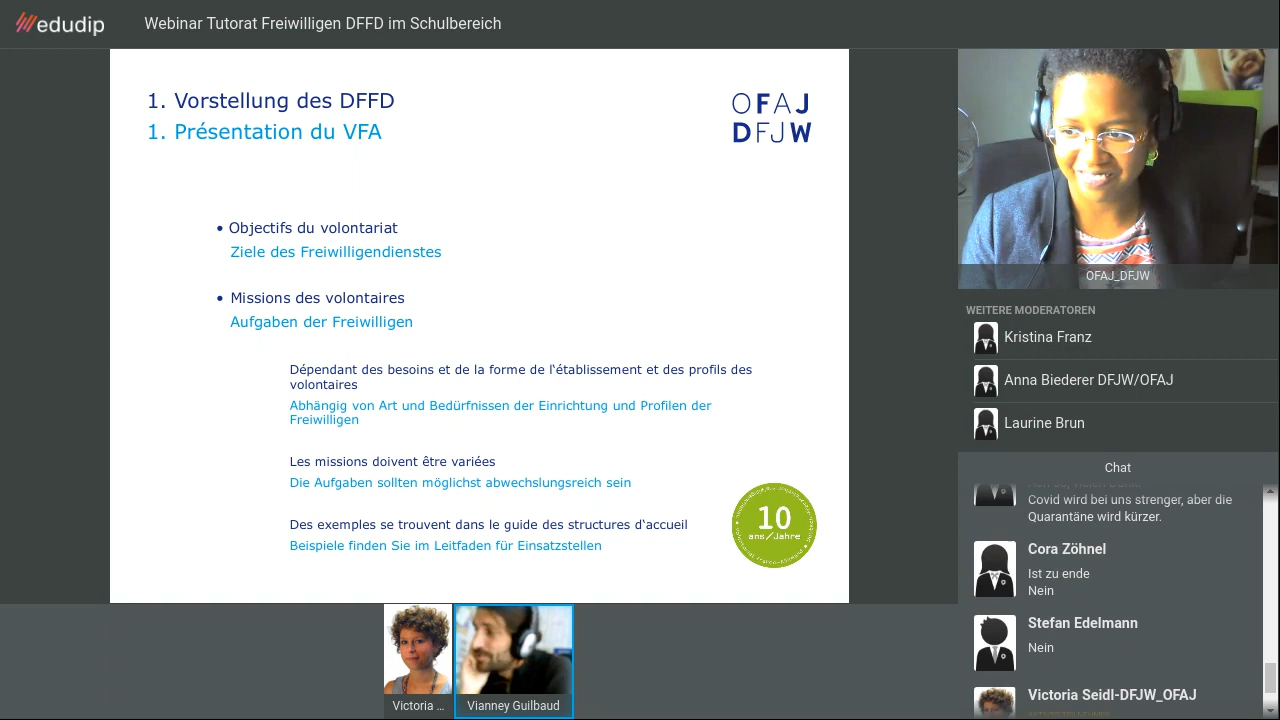 edudip
Webinar Tutorat Freiwilligen DFFD im Schulbereich
1. Vorstellung des DFFD
1. Présentation du VFA
OFAJ
DFJW
• Objectifs du volontariat
Ziele des Freiwilligendienstes
• Missions des volontaires
Aufgaben der Freiwilligen
Dépendant des besoins et de la forme de l‘établissement et des profils des
volontaires
Abhängig von Art und Bedürfnissen der Einrichtung und Profilen der
Freiwilligen
Les missions doivent être variées
Die Aufgaben sollten möglichst abwechslungsreich sein
Des exemples se trouvent dans le guide des structures d‘accueil
Beispiele finden Sie im Leitfaden für Einsatzstellen
10
ans/Jahre
Victoria ...
Vianney Guilbaud
OFAJ_DFJW
WEITERE MODERATOREN
Kristina Franz
Anna Biederer DFJW/OFAJ
Laurine Brun
Chat
Covid wird bei uns strenger, aber die
Quarantäne wird kürzer.
Cora Zöhnel
Ist zu ende
Nein
Stefan Edelmann
Nein
Victoria Seidl-DFJW_OFAJ